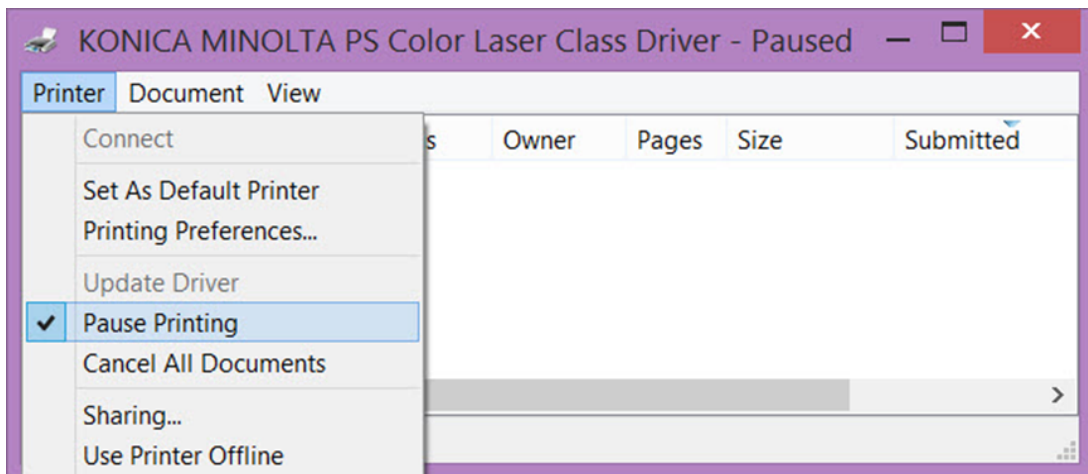 KONICA MINOLTA PS Color Laser Class Driver - Paused
Printer Document View
s Owner Pages Size Submitted
Connect
Set As Default Printer
Printing Preferences...
Update Driver
Pause Printing
Cancel All Documents
Sharing...
Use Printer Offline